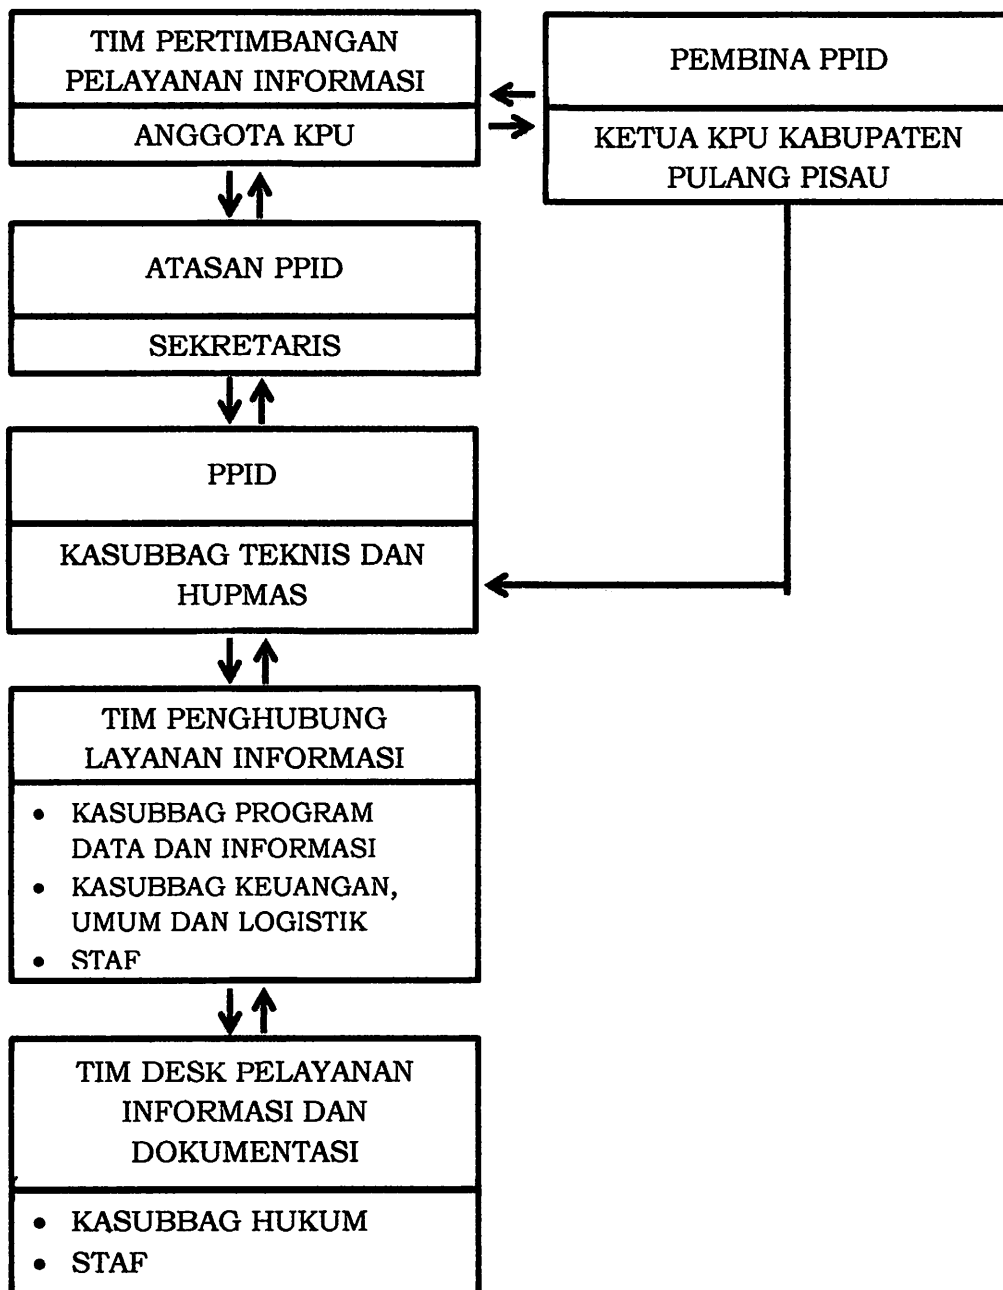 TIM PERTIMBANGAN
PELAYANAN INFORMASI
ANGGOTA KPU
PEMBINA PPID
KETUA KPU KABUPATEN
PULANG PISAU
ATASAN PPID
SEKRETARIS
PPID
KASUBBAG TEKNIS DAN
HUPMAS
TIM PENGHUBUNG
LAYANAN INFORMASI
• KASUBBAG PROGRAM
DATA DAN INFORMASI
• KASUBBAG KEUANGAN,
UMUM DAN LOGISTIK
• STAF
TIM DESK PELAYANAN
INFORMASI DAN
DOKUMENTASI
• KASUBBAG HUKUM
• STAF